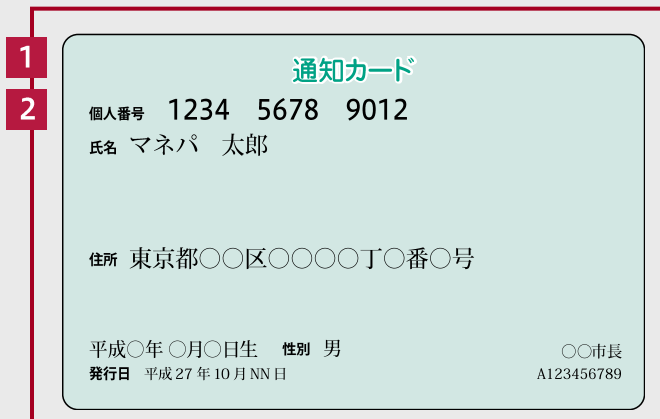 1
通知カード
2
個人番号 1234 5678 9012
氏名 マネパ 太郎
住所 東京都○○区○○○○丁○番○号
平成○年 ○月○日生 性別 男
○○市長
発行日 平成27年10月NN日
A123456789